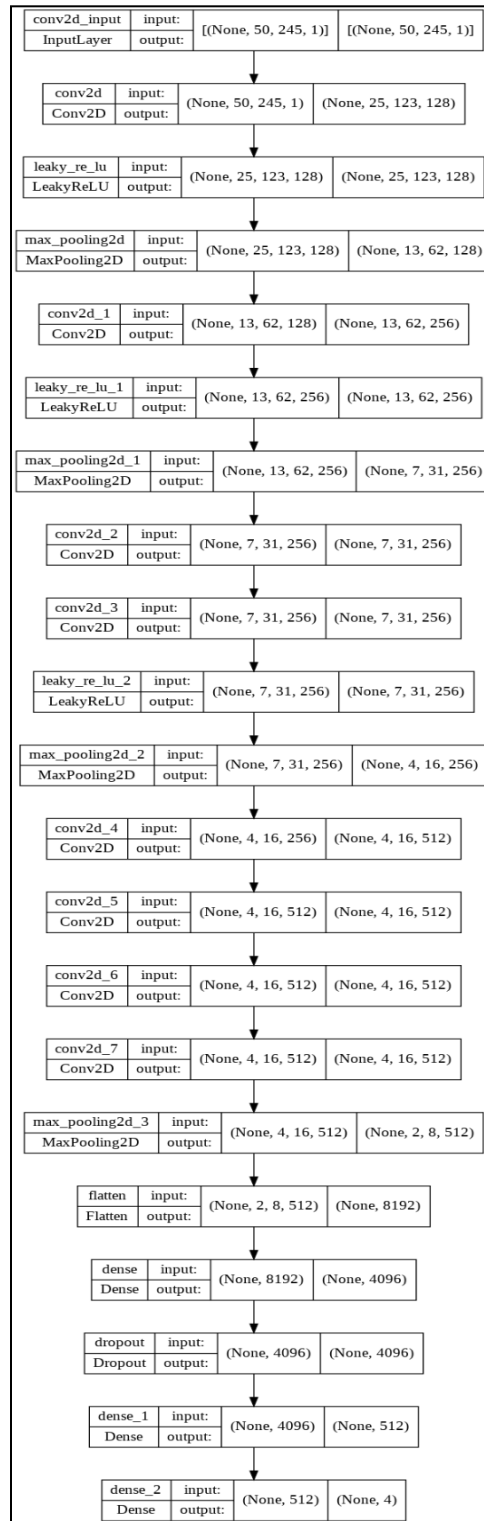 conv2d_input input: [(None, 50, 245, 1)] [(None, 50, 245, 1)]
InputLayer output:
conv2d input: (None, 50, 245, 1) (None, 25, 123, 128)
Conv2D output:
leaky_re_lu input: (None, 25, 123, 128) (None, 25, 123, 128)
LeakyReLU output:
max_pooling2d input: (None, 25, 123, 128) (None, 13, 62, 128)
MaxPooling2D output:
conv2d_1 input: (None, 13, 62, 128) (None, 13, 62, 256)
Conv2D output:
leaky_re_lu_1 input: (None, 13, 62, 256) (None, 13, 62, 256)
LeakyReLU output:
max_pooling2d_1 input: (None, 13, 62, 256) (None, 7, 31, 256)
MaxPooling2D output:
conv2d_2 input: (None, 7, 31, 256) (None, 7, 31, 256)
Conv2D output:
conv2d_3 input: (None, 7, 31, 256) (None, 7, 31, 256)
Conv2D output:
leaky_re_lu_2 input: (None, 7, 31, 256) (None, 7, 31, 256)
LeakyReLU output:
max_pooling2d_2 input: (None, 7, 31, 256) (None, 4, 16, 256)
MaxPooling2D output:
conv2d_4 input: (None, 4, 16, 256) (None, 4, 16, 512)
Conv2D output:
conv2d_5 input: (None, 4, 16, 512) (None, 4, 16, 512)
Conv2D output:
conv2d_6 input: (None, 4, 16, 512) (None, 4, 16, 512)
Conv2D output:
conv2d_7 input: (None, 4, 16, 512) (None, 4, 16, 512)
Conv2D output:
max_pooling2d_3 input: (None, 4, 16, 512) (None, 2, 8, 512)
MaxPooling2D output:
flatten input: (None, 2, 8, 512) (None, 8192)
Flatten output:
dense input: (None, 8192) (None, 4096)
Dense output:
dropout input: (None, 4096) (None, 4096)
Dropout output:
dense_1 input: (None, 4096) (None, 512)
Dense output:
dense_2 input: (None, 512) (None, 4)
Dense output: